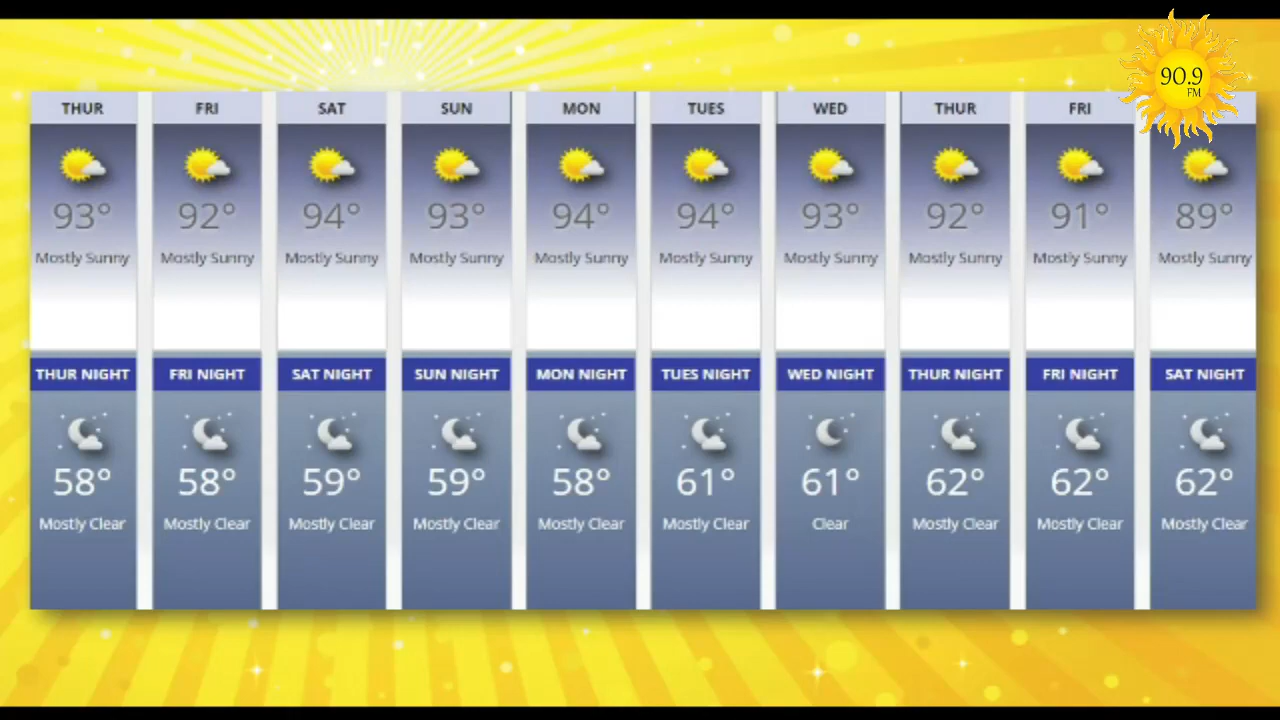 90.9
FM
THUR FRI SAT SUN MON TUES WED THUR FRI
93° 92° 94° 93° 94° 94° 93° 92° 91° 89°
Mostly Sunny Mostly Sunny Mostly Sunny Mostly Sunny Mostly Sunny Mostly Sunny Mostly Sunny Mostly Sunny Mostly Sunny Mostly Sunny
THUR NIGHT FRI NIGHT SAT NIGHT SUN NIGHT MON NIGHT TUES NIGHT WED NIGHT THUR NIGHT FRI NIGHT SAT NIGHT
58° 58° 59° 59° 58° 61° 61° 62° 62° 62°
Mostly Clear Mostly Clear Mostly Clear Mostly Clear Mostly Clear Mostly Clear Clear Mostly Clear Mostly Clear Mostly Clear